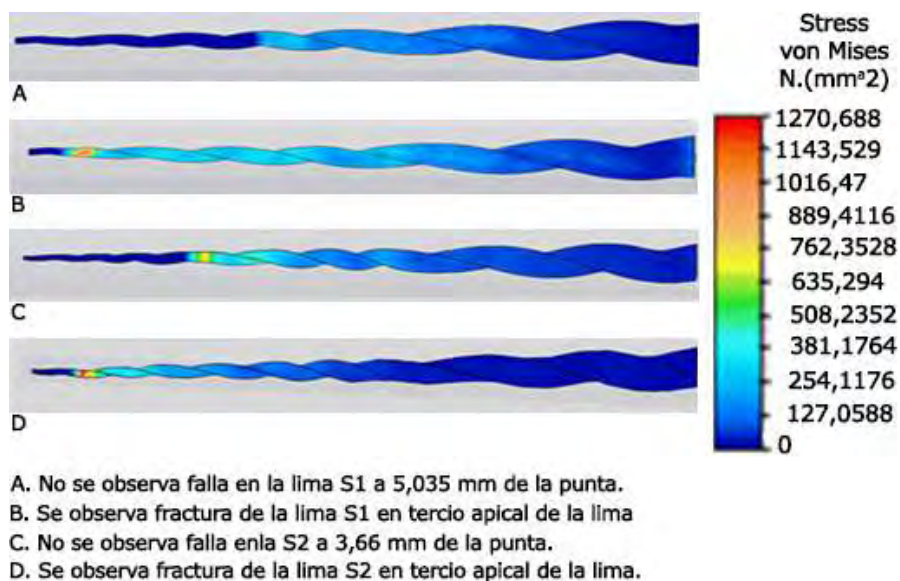 Stress
von Mises
N.(mmª2)
A
1270,688
1143,529
1016,47
B
889,4116
762,3528
635,294
C
508,2352
381,1764
254,1176
127,0588
D
0
A. No se observa falla en la lima S1 a 5,035 mm de la punta.
B. Se observa fractura de la lima S1 en tercio apical de la lima
C. No se observa falla enla S2 a 3,66 mm de la punta.
D. Se observa fractura de la lima S2 en tercio apical de la lima.